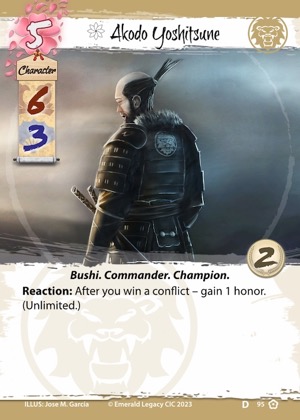 5
Akodo Yoshitsune
Character
6
3
2
Bushi. Commander. Champion.
Reaction: After you win a conflict – gain 1 honor.
(Unlimited.)
ILLUS: Jose M. Garcia © Emerald Legacy CIC 2023 D 95